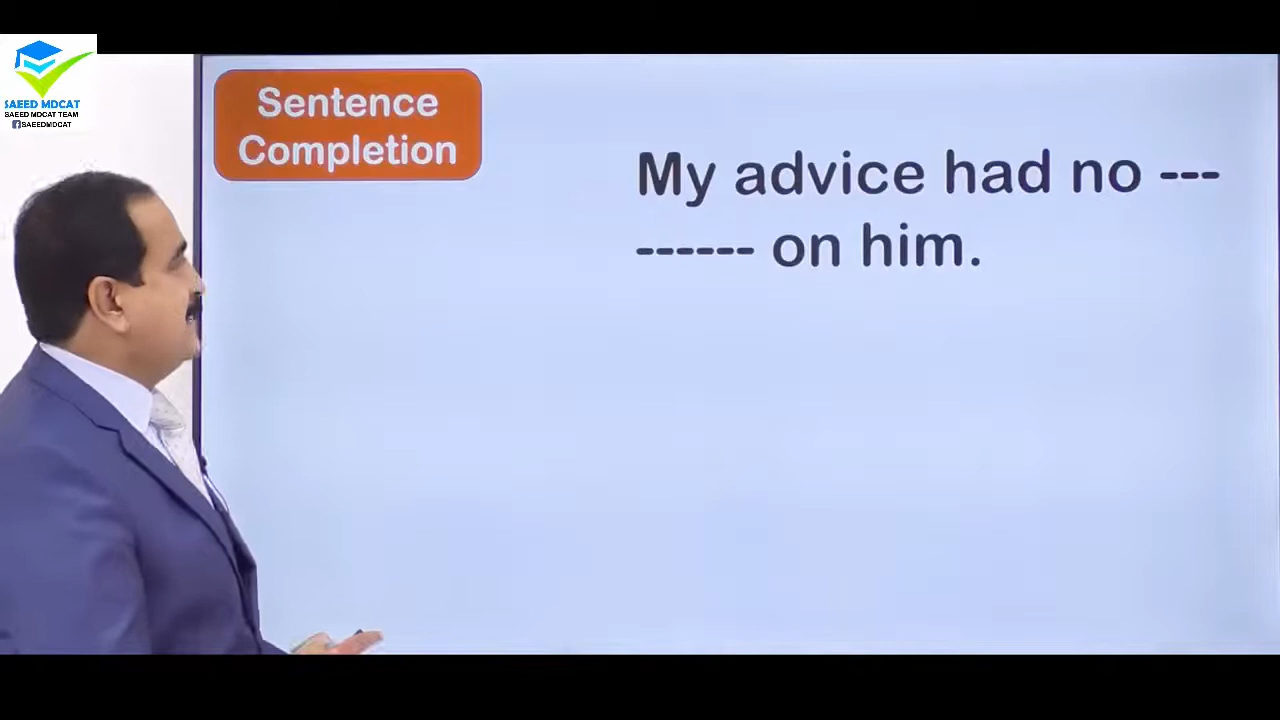 SAEED MDCAT
SAEED MDCAT TEAM
SAEEDMDCAT
Sentence
Completion
My advice had no ---
------ on him.